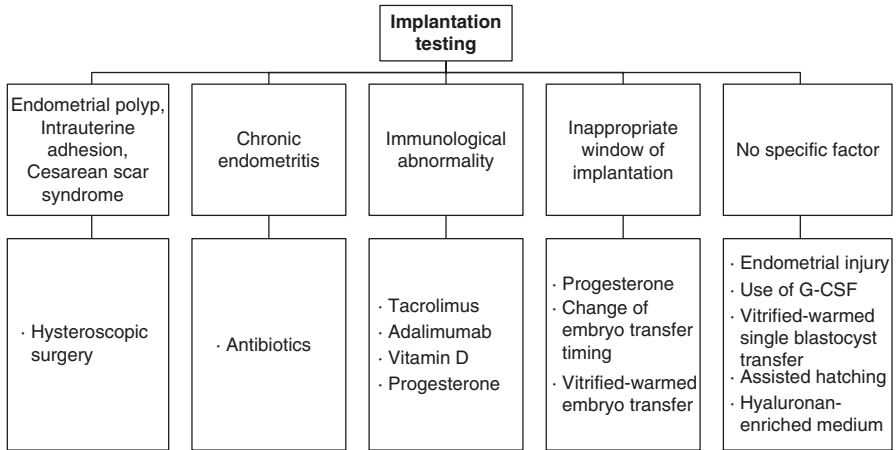 Implantation
testing
Endometrial polyp,
Intrauterine
adhesion,
Cesarean scar
syndrome
Chronic
endometritis
Immunological
abnormality
Inappropriate
window of
implantation
No specific factor
· Hysteroscopic
surgery
· Antibiotics
· Tacrolimus
· Adalimumab
· Vitamin D
· Progesterone
· Progesterone
· Change of
embryo transfer
timing
· Vitrified-warmed
embryo transfer
· Endometrial injury
· Use of G-CSF
· Vitrified-warmed
single blastocyst
transfer
· Assisted hatching
· Hyaluronan-
enriched medium